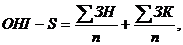 OHI – S = ∑ЗН/n + ∑ЗК/n,